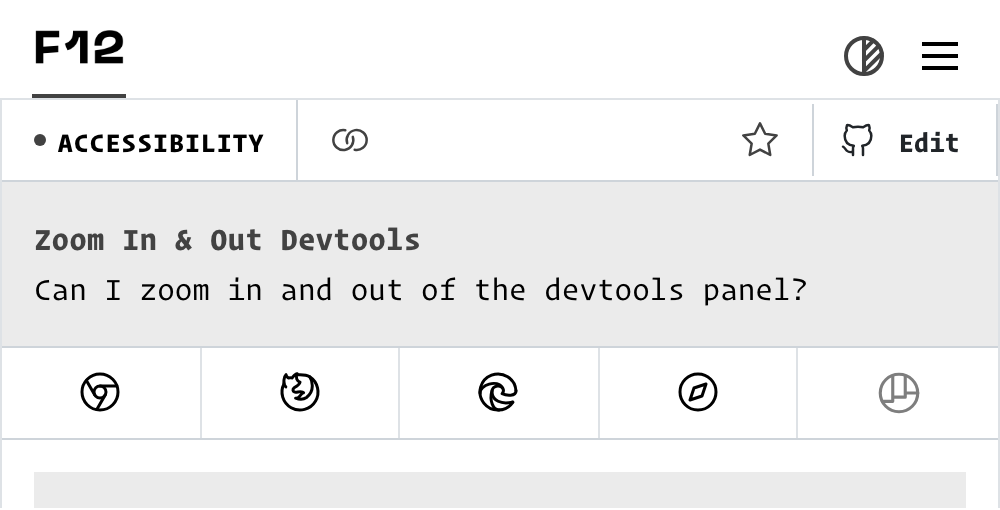 F12
ACCESSIBILITY
Edit
Zoom In & Out Devtools
Can I zoom in and out of the devtools panel?